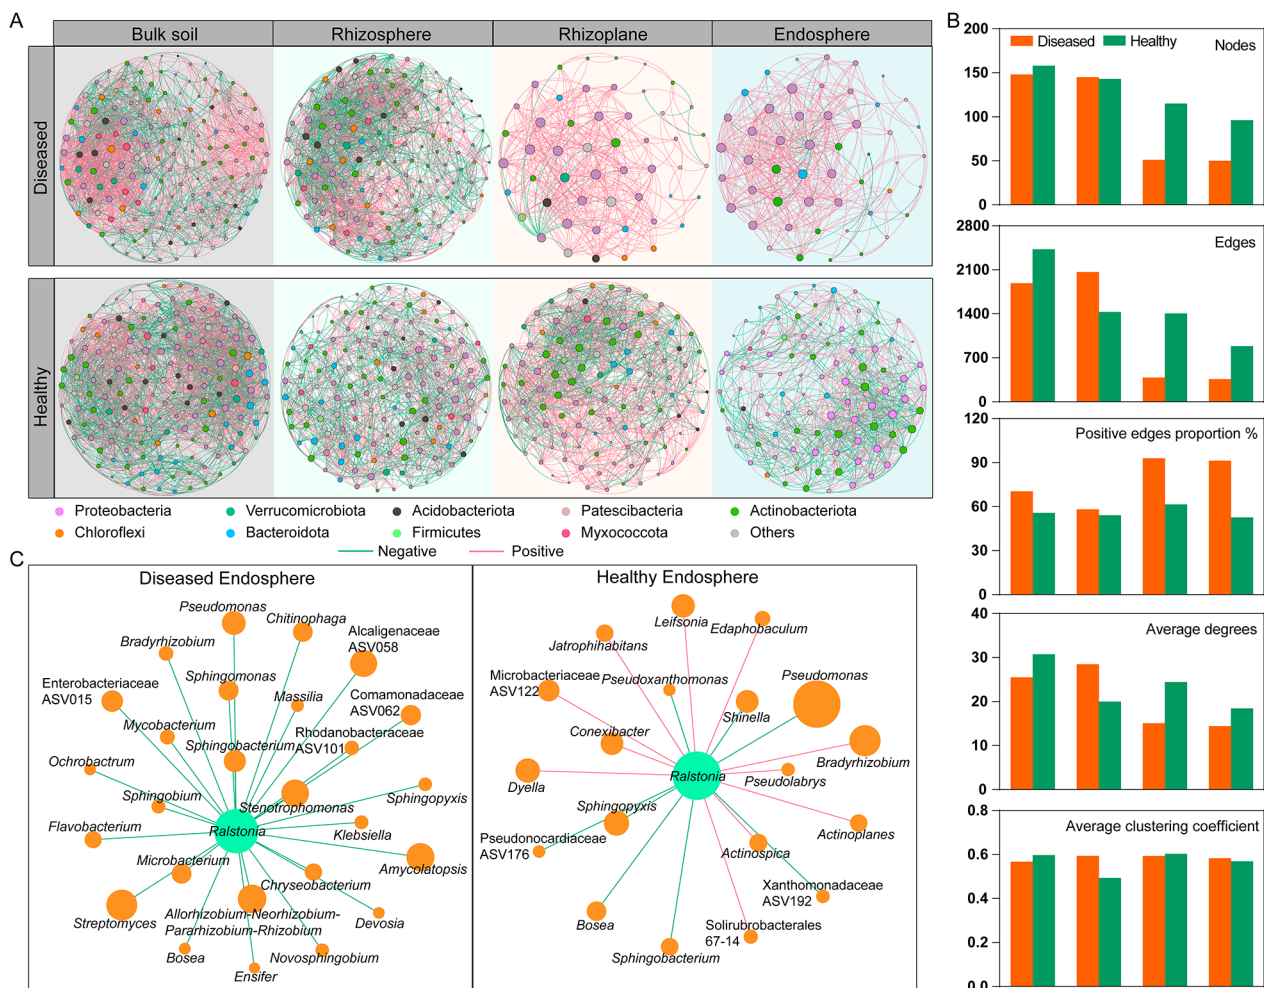 A
Bulk soil
Rhizosphere
Rhizoplane
Endosphere
Diseased
Healthy
Proteobacteria
Verrucomicrobiota
Acidobacteriota
Patescibacteria
Actinobacteriota
Chloroflexi
Bacteroidota
Firmicutes
Myxococcota
Others
Negative
Positive
B
Diseased
Healthy
Nodes
200
150
100
50
0
Edges
2800
2100
1400
700
0
Positive edges proportion %
120
90
60
30
0
Average degrees
40
30
20
10
0
Average clustering coefficient
0.8
0.6
0.4
0.2
0.0
C
Diseased Endosphere
Pseudomonas
Chitinophaga
Bradyrhizobium
Alcaligenaceae
ASV058
Sphingomonas
Enterobacteriaceae
ASV015
Massilia
Comamonadaceae
ASV062
Mycobacterium
Rhodanobacteraceae
ASV101
Sphingobacterium
Ochrobactrum
Sphingobium
Stenotrophomonas
Sphingopyxis
Flavobacterium
Ralstonia
Klebsiella
Microbacterium
Amycolatopsis
Chryseobacterium
Streptomyces
Allorhizobium-Neorhizobium-
Pararhizobium-Rhizobium
Devosia
Bosea
Novosphingobium
Ensifer
Healthy Endosphere
Leifsonia
Edaphobaculum
Jatrophihabitans
Microbacteriaceae
ASV122
Pseudoxanthomonas
Pseudomonas
Shinella
Conexibacter
Bradyrhizobium
Ralstonia
Dyella
Pseudolabrys
Sphingopyxis
Actinoplanes
Pseudonocardiaceae
ASV176
Actinospica
Xanthomonadaceae
ASV192
Bosea
Solirubrobacterales
67-14
Sphingobacterium